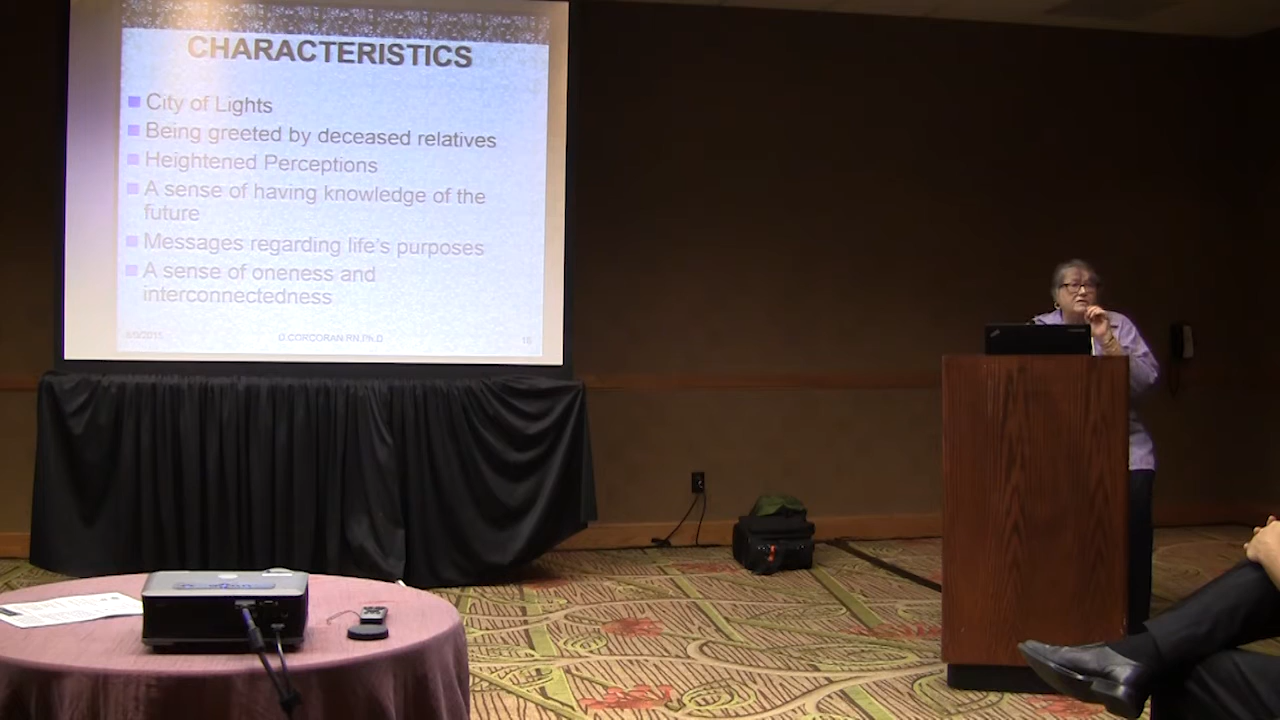 CHARACTERISTICS
City of Lights
Being greeted by deceased relatives
Heightened Perceptions
A sense of having knowledge of the
future
Messages regarding life's purposes
A sense of oneness and
interconnectedness
D.CORCORAN.RN.Ph.D
16